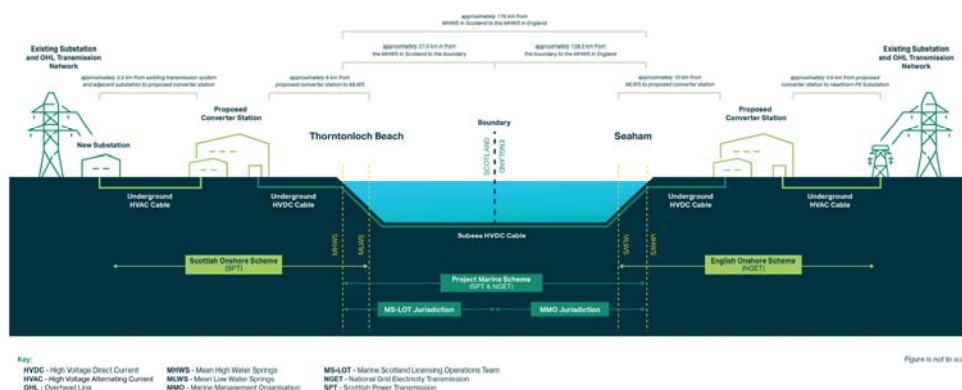 approximately 176 km from
MHWS in Scotland to the MHWS in England
approximately 37.5 km from
the MHWS in Scotland to the boundary
approximately 138.5 km from
the boundary to the MHWS in England
Existing Substation
and OHL Transmission
Network
approximately 3.5 km from existing transmission system
and adjacent substation to proposed converter station
approximately 8 km from
proposed converter station to MLWS
approximately 10 km from
MLWS to proposed converter station
approximately 0.6 km from proposed
converter station to Hawthorn Pit Substation
Existing
Substation
and OHL Transmission
Network
New Substation
Proposed
Converter Station
Thorntonloch Beach
Boundary
SCOTLAND
ENGLAND
Seaham
Proposed
Converter Station
Underground
HVAC Cable
Underground
HVDC Cable
Subsea HVDC Cable
Underground
HVDC Cable
Underground
HVAC Cable
MHWS
MLWS
MLWS
MHWS
Scottish Onshore Scheme
(SPT)
Project Marine Scheme
(SPT & NGET)
English Onshore Scheme
(NGET)
MS-LOT Jurisdiction
MMO Jurisdiction
Key:
HVDC - High Voltage Direct Current
HVAC - High Voltage Alternating Current
OHL - Overhead Line
MHWS - Mean High Water Springs
MLWS - Mean Low Water Springs
MMO - Marine Management Organisation
MS-LOT - Marine Scotland Licensing Operations Team
NGET - National Grid Electricity Transmission
SPT - Scottish Power Transmission
Figure is not to sc